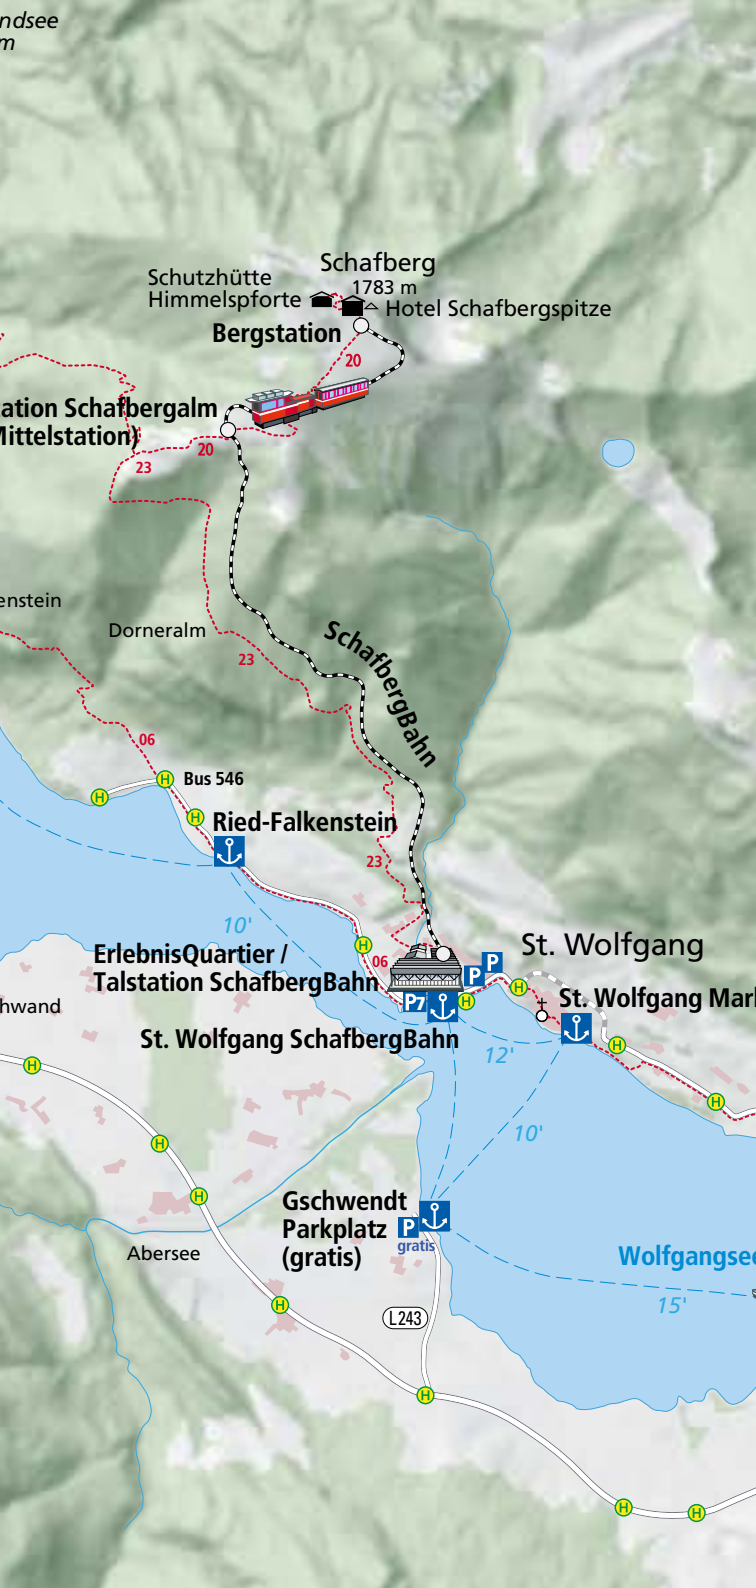 ndsee
m
Schafberg
1783 m
Schutzhütte
Himmelspforte
Hotel Schafbergspitze
Bergstation
20
ation Schafbergalm
Mittelstation)
20
23
enstein
Dorneralm
23
SchafbergBahn
06
Bus 546
H
H
H
Ried-Falkenstein
23
10'
H
06
ErlebnisQuartier /
Talstation SchafbergBahn
P
P
St. Wolfgang
P7
H
H
St. Wolfgang Mar
hwand
St. Wolfgang SchafbergBahn
12'
H
H
H
10'
H
H
Gschwendt
Parkplatz
(gratis)
P
gratis
Abersee
Wolfgangsee
15'
H
L243
H
H
H